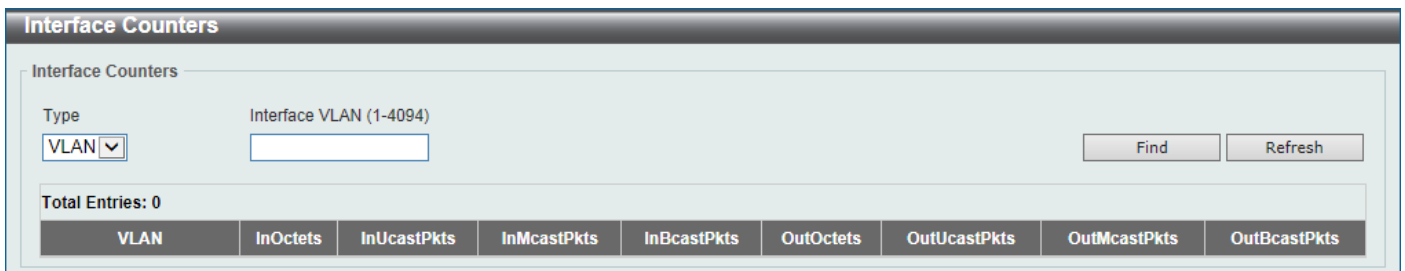 Interface Counters
Interface Counters
Type Interface VLAN (1-4094)
VLAN Find Refresh
Total Entries: 0
VLAN InOctets InUcastPkts InMcastPkts InBcastPkts OutOctets OutUcastPkts OutMcastPkts OutBcastPkts